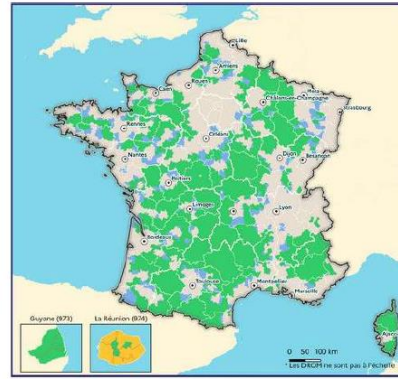 Lille
Amiens
Rouen
Caen
Metz
Châlons-en-Champagne
Strasbourg
Rennes
Orléans
Nantes
Dijon
Besançon
Poitiers
Limoges
Lyon
Bordeaux
Toulouse
Montpellier
Marseille
Ajaccio
Guyane (973)
La Réunion (974)
0 50 100 km
* Les DROM ne sont pas à l'échelle